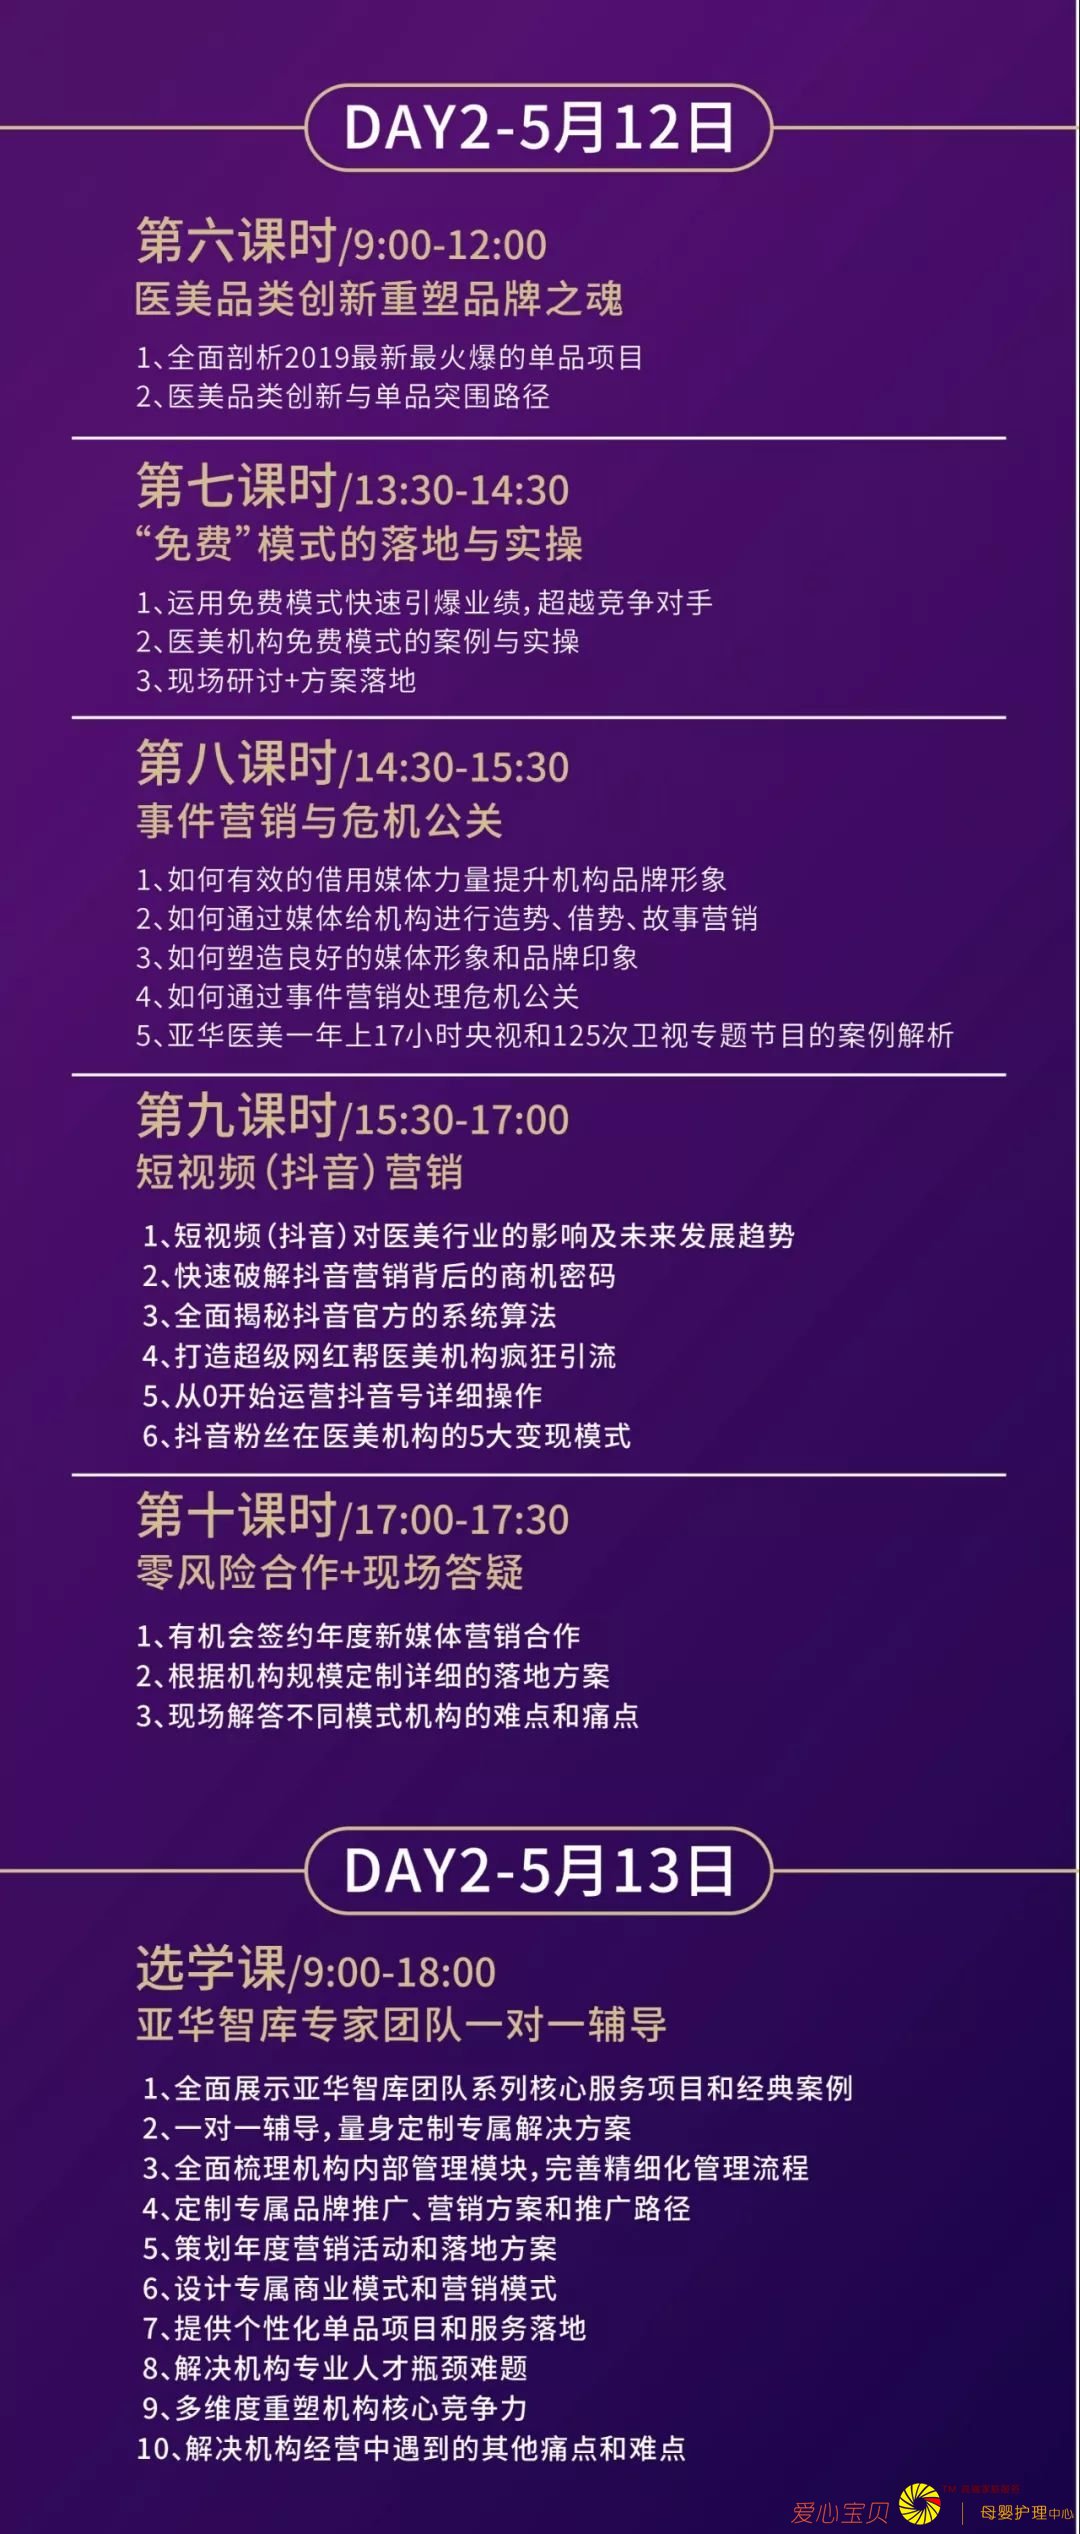 DAY2-5月12日
第六课时/9:00-12:00
医美品类创新重塑品牌之魂
1、全面剖析2019最新最火爆的单品项目
2、医美品类创新与单品突围路径
第七课时/13:30-14:30
“免费”模式的落地与实操
1、运用免费模式快速引爆业绩，超越竞争对手
2、医美机构免费模式的案例与实操
3、现场研讨+方案落地
第八课时/14:30-15:30
事件营销与危机公关
1、如何有效的借用媒体力量提升机构品牌形象
2、如何通过媒体给机构进行造势、借势、故事营销
3、如何塑造良好的媒体形象和品牌印象
4、如何通过事件营销处理危机公关
5、亚华医美一年上17小时央视和125次卫视专题节目的案例解析
第九课时/15:30-17:00
短视频（抖音）营销
1、短视频（抖音）对医美行业的影响及未来发展趋势
2、快速破解抖音营销背后的商机密码
3、全面揭秘抖音官方的系统算法
4、打造超级网红帮医美机构疯狂引流
5、从0开始运营抖音号详细操作
6、抖音粉丝在医美机构的5大变现模式
第十课时/17:00-17:30
零风险合作+现场答疑
1、有机会签约年度新媒体营销合作
2、根据机构规模定制详细的落地方案
3、现场解答不同模式机构的难点和痛点
DAY2-5月13日
选学课/9:00-18:00
亚华智库专家团队一对一辅导
1、全面展示亚华智库团队系列核心服务项目和经典案例
2、一对一辅导，量身定制专属解决方案
3、全面梳理机构内部管理模块，完善精细化管理流程
4、定制专属品牌推广、营销方案和推广路径
5、策划年度营销活动和落地方案
6、设计专属商业模式和营销模式
7、提供个性化单品项目和服务落地
8、解决机构专业人才瓶颈难题
9、多维度重塑机构核心竞争力
10、解决机构经营中遇到的其他痛点和难点
TM
爱心宝贝 | 母婴护理中心